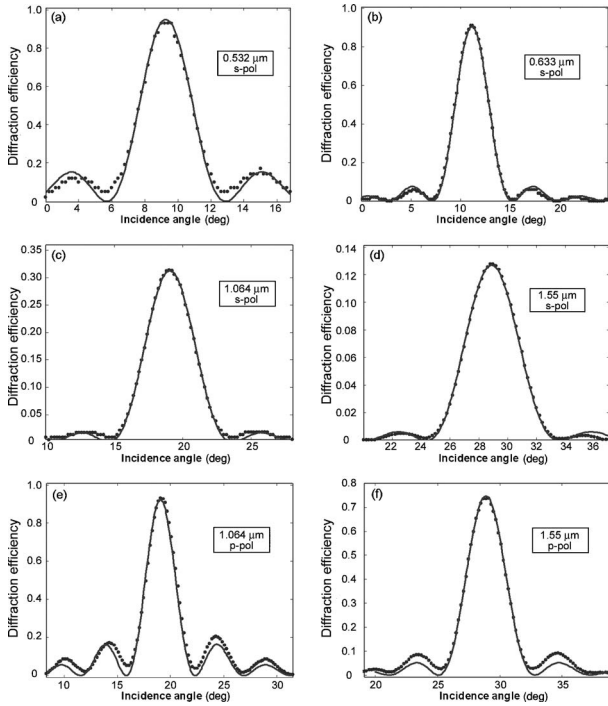 (a)
0.532 µm
s-pol
Diffraction efficiency
1.0
0.8
0.6
0.4
0.2
0
0 2 4 6 8 10 12 14 16
Incidence angle (deg)
(b)
0.633 µm
s-pol
Diffraction efficiency
1.0
0.8
0.6
0.4
0.2
0
0 5 10 15 20
Incidence angle (deg)
(c)
1.064 µm
s-pol
Diffraction efficiency
0.35
0.30
0.25
0.20
0.15
0.10
0.05
0
10 15 20 25
Incidence angle (deg)
(d)
1.55 µm
s-pol
Diffraction efficiency
0.14
0.12
0.10
0.08
0.06
0.04
0.02
0
22 24 26 28 30 32 34 36
Incidence angle (deg)
(e)
1.064 µm
p-pol
Diffraction efficiency
1.0
0.8
0.6
0.4
0.2
0
10 15 20 25 30
Incidence angle (deg)
(f)
1.55 µm
p-pol
Diffraction efficiency
0.8
0.7
0.6
0.5
0.4
0.3
0.2
0.1
0
20 25 30 35
Incidence angle (deg)